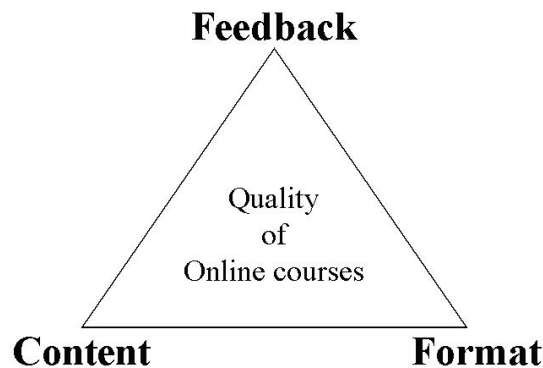 Feedback
Quality
of
Online courses
Content
Format